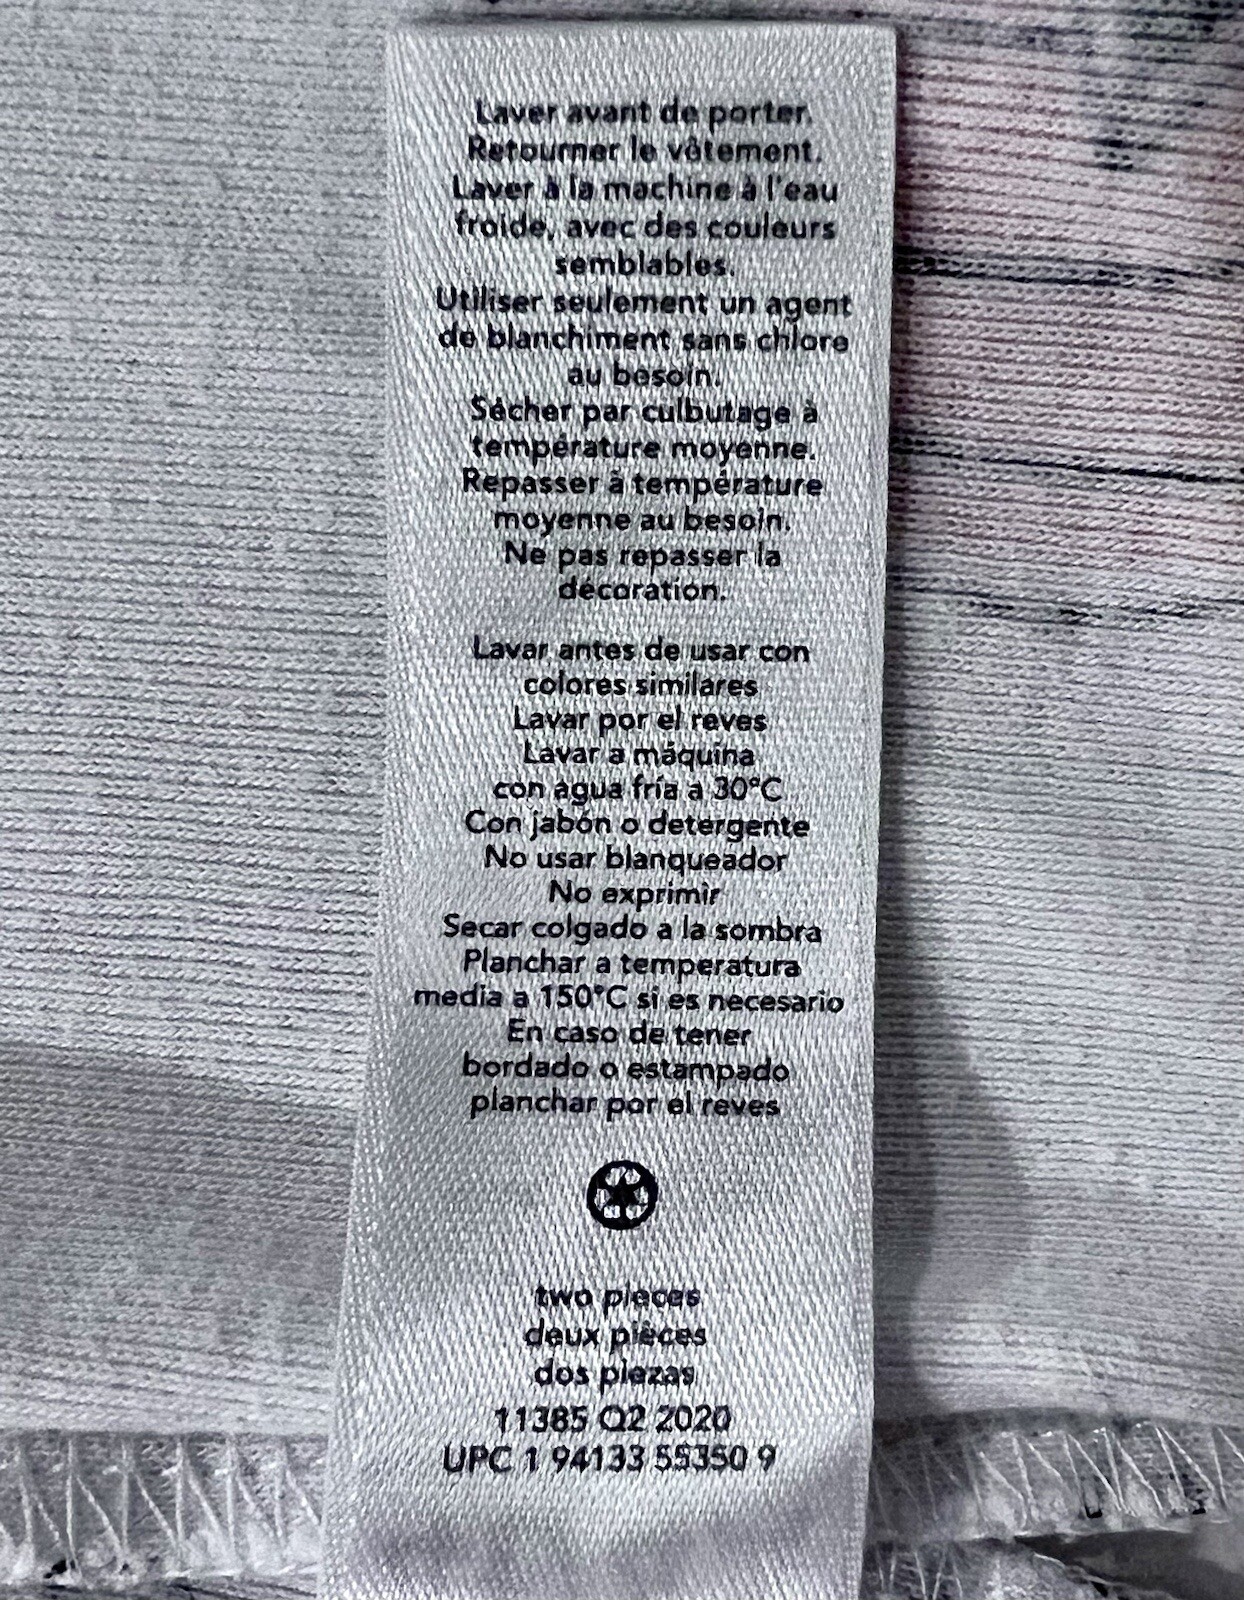 Laver avant de porter.
Retourner le vêtement.
Laver à la machine à l'eau
froide, avec des couleurs
semblables.
Utiliser seulement un agent
de blanchiment sans chlore
au besoin.
Sécher par culbutage à
température moyenne.
Repasser à température
moyenne au besoin.
Ne pas repasser la
décoration.
Lavar antes de usar con
colores similares
Lavar por el reves
Lavar a máquina
con agua fría a 30°C
Con jabón o detergente
No usar blanqueador
No exprimir
Secar colgado a la sombra
Planchar a temperatura
media a 150°C si es necesario
En caso de tener
bordado o estampado
planchar por el reves
two pieces
deux pièces
dos piezas
11385 Q2 2020
UPC 1 94133 55350 9